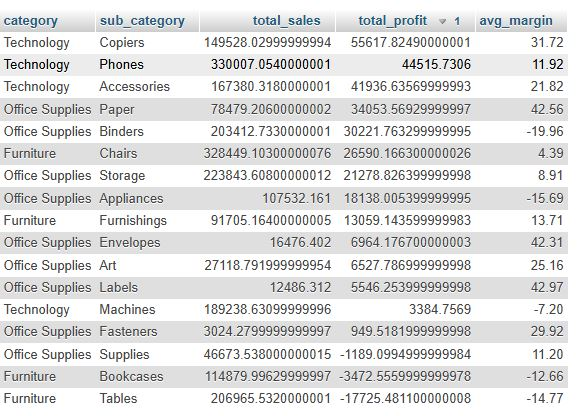 category sub_category total_sales total_profit 1 avg_margin
Technology Copiers 149528.02999999994 55617.82490000001 31.72
Technology Phones 330007.0540000001 44515.7306 11.92
Technology Accessories 167380.3180000001 41936.63569999993 21.82
Office Supplies Paper 78479.20600000002 34053.56929999997 42.56
Office Supplies Binders 203412.7330000001 30221.763299999995 -19.96
Furniture Chairs 328449.10300000076 26590.166300000026 4.39
Office Supplies Storage 223843.60800000012 21278.826399999998 8.91
Office Supplies Appliances 107532.161 18138.005399999995 -15.69
Furniture Furnishings 91705.16400000005 13059.143599999983 13.71
Office Supplies Envelopes 16476.402 6964.176700000003 42.31
Office Supplies Art 27118.791999999954 6527.786999999998 25.16
Office Supplies Labels 12486.312 5546.253999999998 42.97
Technology Machines 189238.63099999996 3384.7569 -7.20
Office Supplies Fasteners 3024.2799999999997 949.5181999999998 29.92
Office Supplies Supplies 46673.538000000015 -1189.0994999999984 11.20
Furniture Bookcases 114879.99629999997 -3472.5559999999978 -12.66
Furniture Tables 206965.5320000001 -17725.481100000008 -14.77